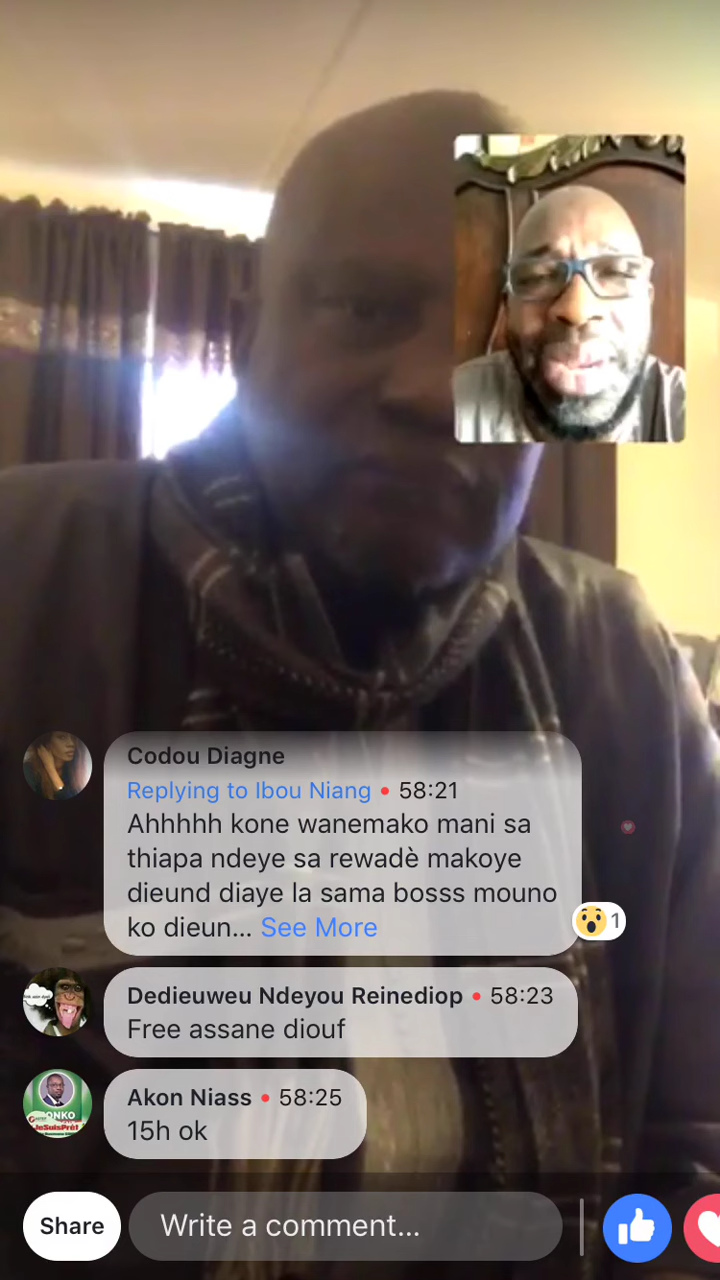 Codou Diagne
Replying to Ibou Niang • 58:21
Ahhhhh kone wanemako mani sa
thiapa ndeye sa rewadè makoye
dieund diaye la sama bosss mouno
ko dieun... See More
1
Dedieuweu Ndeyou Reinediop • 58:23
Free assane diouf
Akon Niass • 58:25
15h ok
ONKO
JeSuisPrêt
Share
Write a comment...